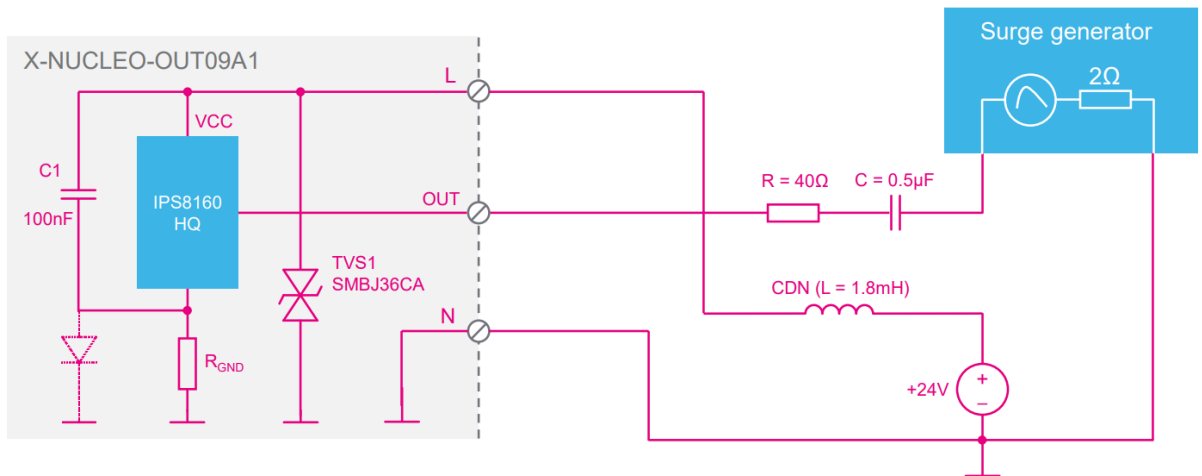 X-NUCLEO-OUT09A1
Surge generator
2Ω
L
VCC
C1
100nF
IPS8160
HQ
OUT
R = 40Ω
C = 0.5µF
TVS1
SMBJ36CA
CDN (L = 1.8mH)
N
RGND
+24V
+
–